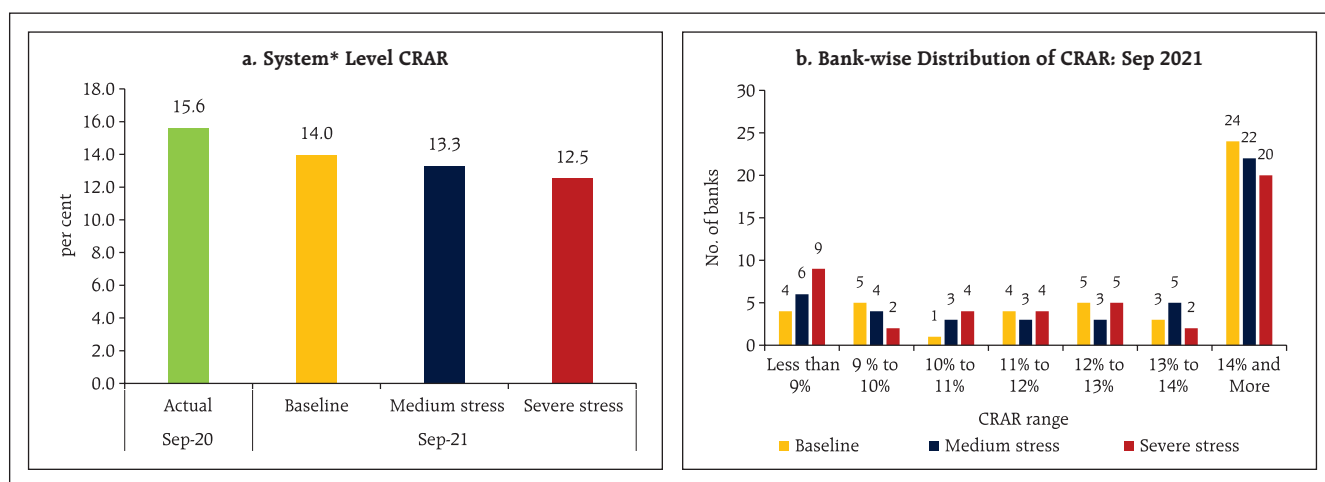 a. System* Level CRAR
per cent
18.0
16.0
14.0
12.0
10.0
8.0
6.0
4.0
2.0
0.0
15.6
14.0
13.3
12.5
Actual Baseline Medium stress Severe stress
Sep-20 Sep-21
b. Bank-wise Distribution of CRAR: Sep 2021
No. of banks
30
25
20
15
10
5
0
4 6 9
5 4 2
1 3 4
4 3 4
5 3 5
3 5 2
24 22 20
Less than 9 % to 10% to 11% to 12% to 13% to 14% and
9% 10% 11% 12% 13% 14% More
CRAR range
Baseline Medium stress Severe stress